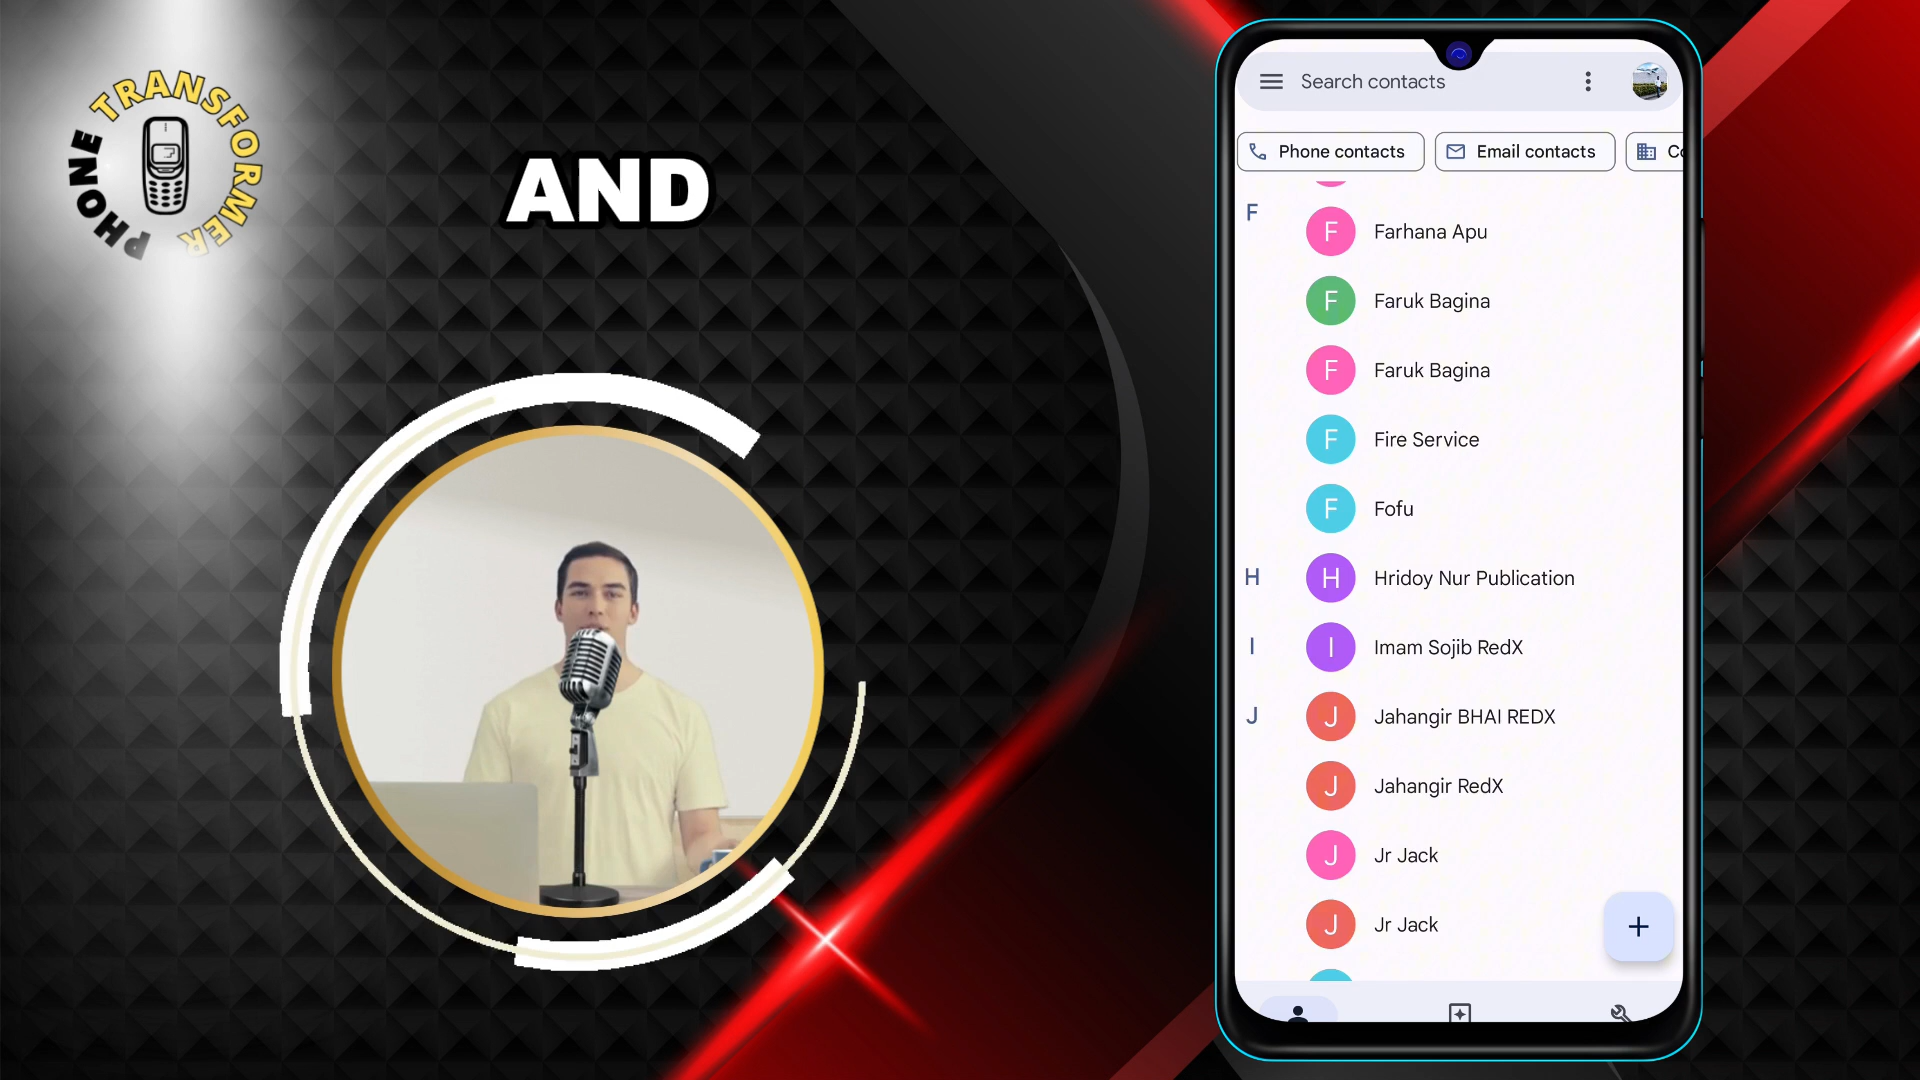 PHONE TRANSFORMER
AND
Search contacts
Phone contacts
Email contacts
F
F
Farhana Apu
F
Faruk Bagina
F
Faruk Bagina
F
Fire Service
F
Fofu
H
H
Hridoy Nur Publication
I
I
Imam Sojib RedX
J
J
Jahangir BHAI REDX
J
Jahangir RedX
J
Jr Jack
J
Jr Jack